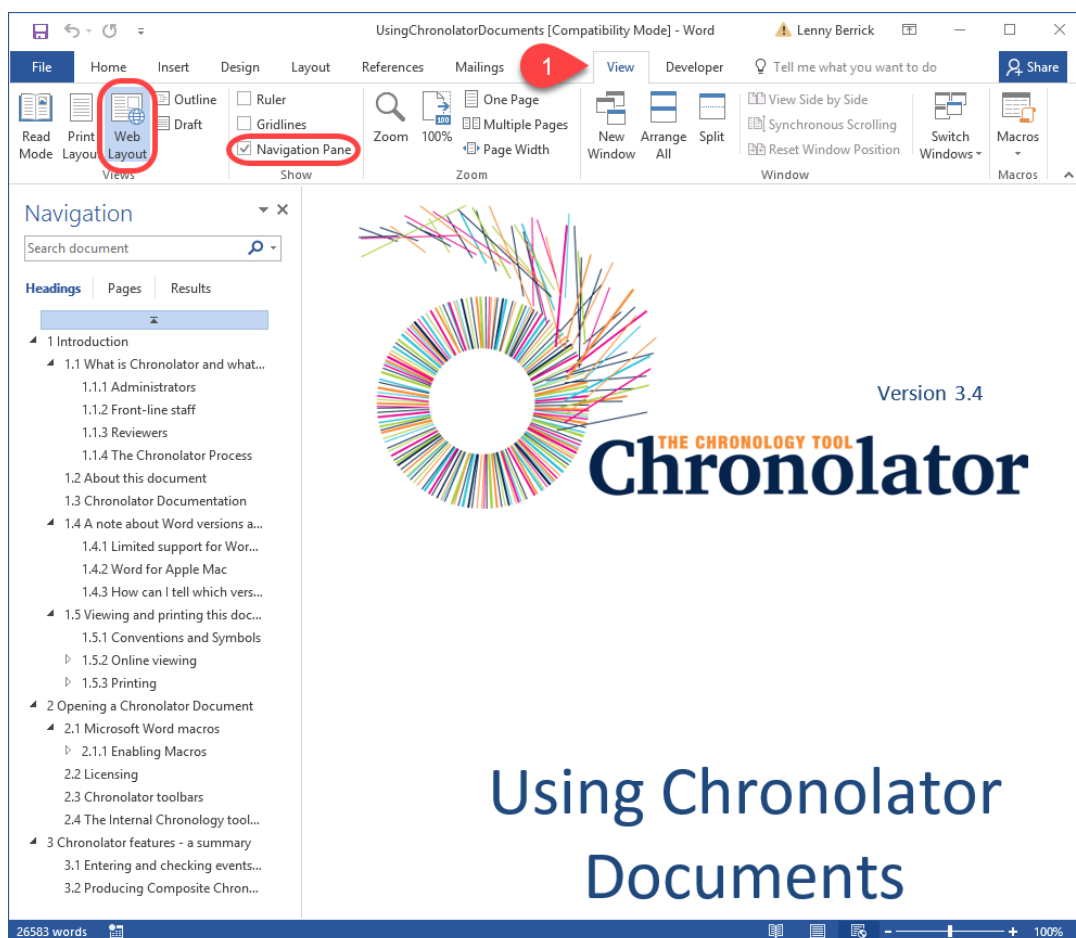 UsingChronolatorDocuments [Compatibility Mode] - Word Lenny Berrick
File Home Insert Design Layout References Mailings 1 View Developer Tell me what you want to do Share
Read Mode
Print Layout
Web Layout
Outline
Draft
Views
Ruler
Gridlines
Navigation Pane
Show
Zoom
100
100%
One Page
Multiple Pages
Page Width
Zoom
New Window
Arrange All
Split
View Side by Side
Synchronous Scrolling
Reset Window Position
Switch Windows
Window
Macros
Macros
Navigation
Search document
Headings Pages Results
1 Introduction
1.1 What is Chronolator and what...
1.1.1 Administrators
1.1.2 Front-line staff
1.1.3 Reviewers
1.1.4 The Chronolator Process
1.2 About this document
1.3 Chronolator Documentation
1.4 A note about Word versions a...
1.4.1 Limited support for Wor...
1.4.2 Word for Apple Mac
1.4.3 How can I tell which vers...
1.5 Viewing and printing this doc...
1.5.1 Conventions and Symbols
1.5.2 Online viewing
1.5.3 Printing
2 Opening a Chronolator Document
2.1 Microsoft Word macros
2.1.1 Enabling Macros
2.2 Licensing
2.3 Chronolator toolbars
2.4 The Internal Chronology tool...
3 Chronolator features - a summary
3.1 Entering and checking events...
3.2 Producing Composite Chron...
Version 3.4
THE CHRONOLOGY TOOL
Chronolator
Using Chronolator
Documents
26583 words 100%